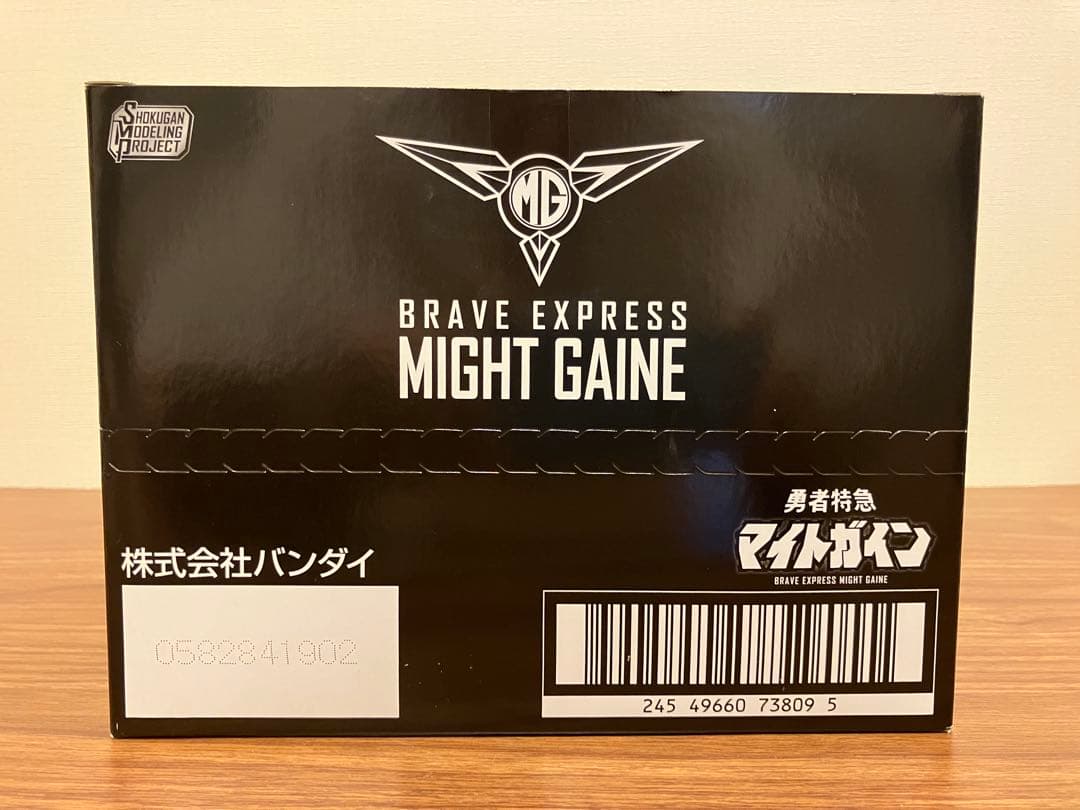 SHOKUGAN
MODELING
PROJECT
MG
BRAVE EXPRESS
MIGHT GAINE
勇者特急
マイトガイン
BRAVE EXPRESS MIGHT GAINE
株式会社バンダイ
0582841902
245 49660 73809 5